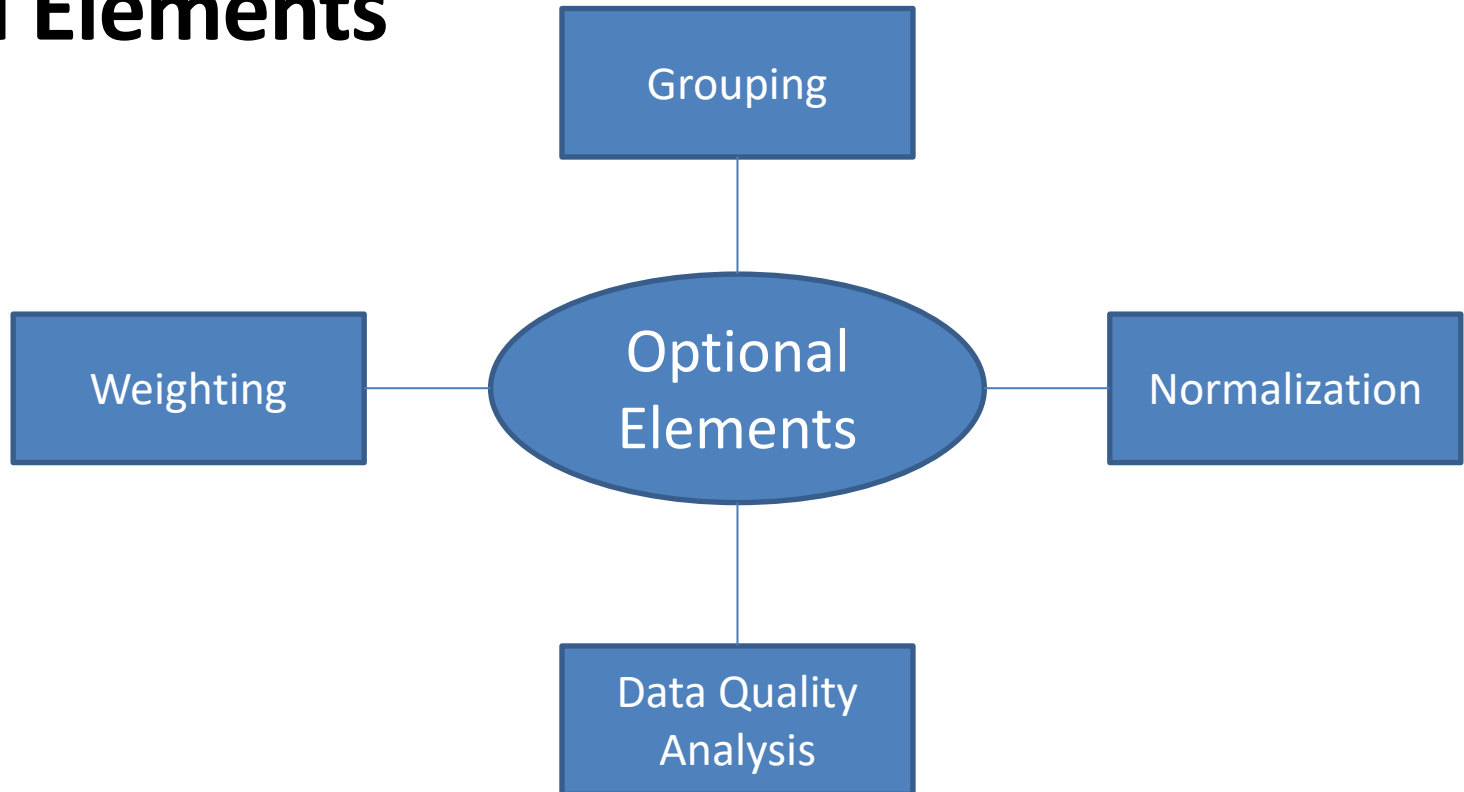 Elements
Grouping
Weighting
Optional
Elements
Normalization
Data Quality
Analysis